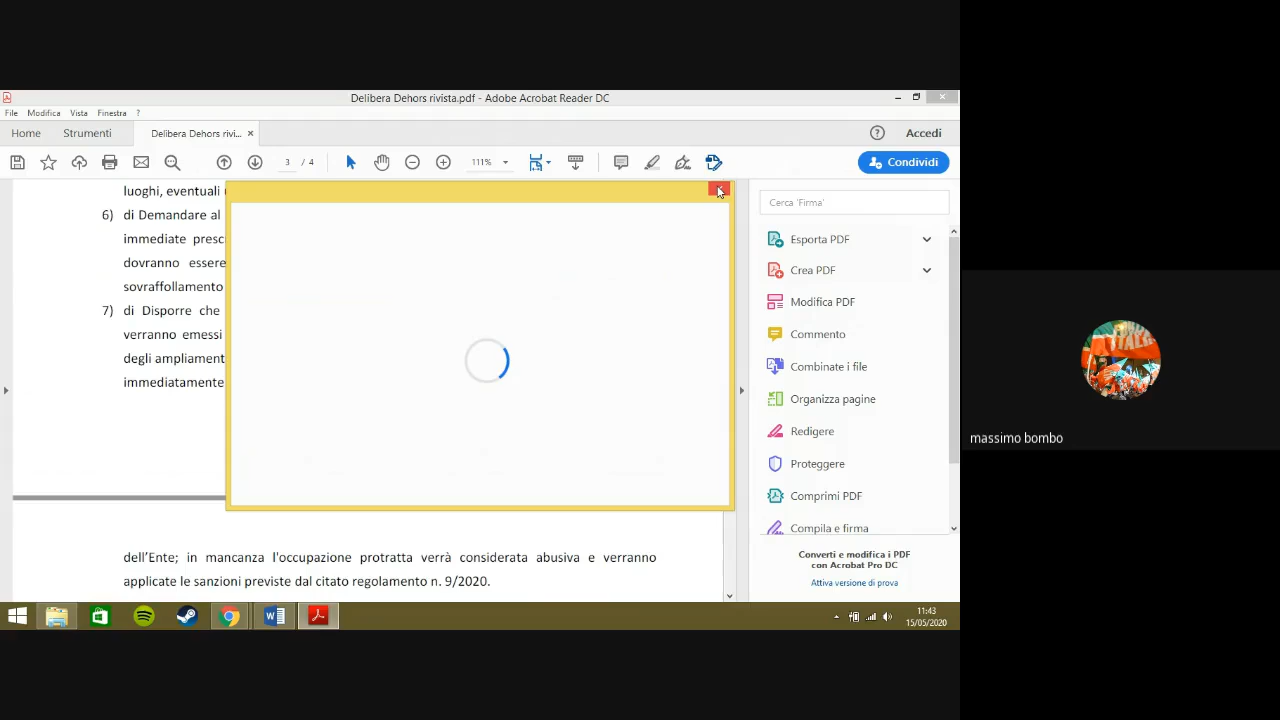 Delibera Dehors rivista.pdf - Adobe Acrobat Reader DC
File Modifica Vista Finestra ?
Home Strumenti Delibera Dehors rivi... × Accedi
3 / 4 111% Condividi
luoghi, eventuali
6) di Demandare al
immediate
dovranno essere
sovraffollamento
7) di Disporre che
verranno emessi
degli
immediatamente
dell'Ente; in mancanza l'occupazione protratta verrà considerata abusiva e verranno
applicate le sanzioni previste dal citato regolamento n. 9/2020.
Cerca 'Firma'
Esporta PDF
Crea PDF
Modifica PDF
Commento
Combinate i file
Organizza pagine
Redigere
Proteggere
Comprimi PDF
Compila e firma
Converti e modifica i PDF
con Acrobat Pro DC
Attiva versione di prova
11:43
15/05/2020
massimo bombo